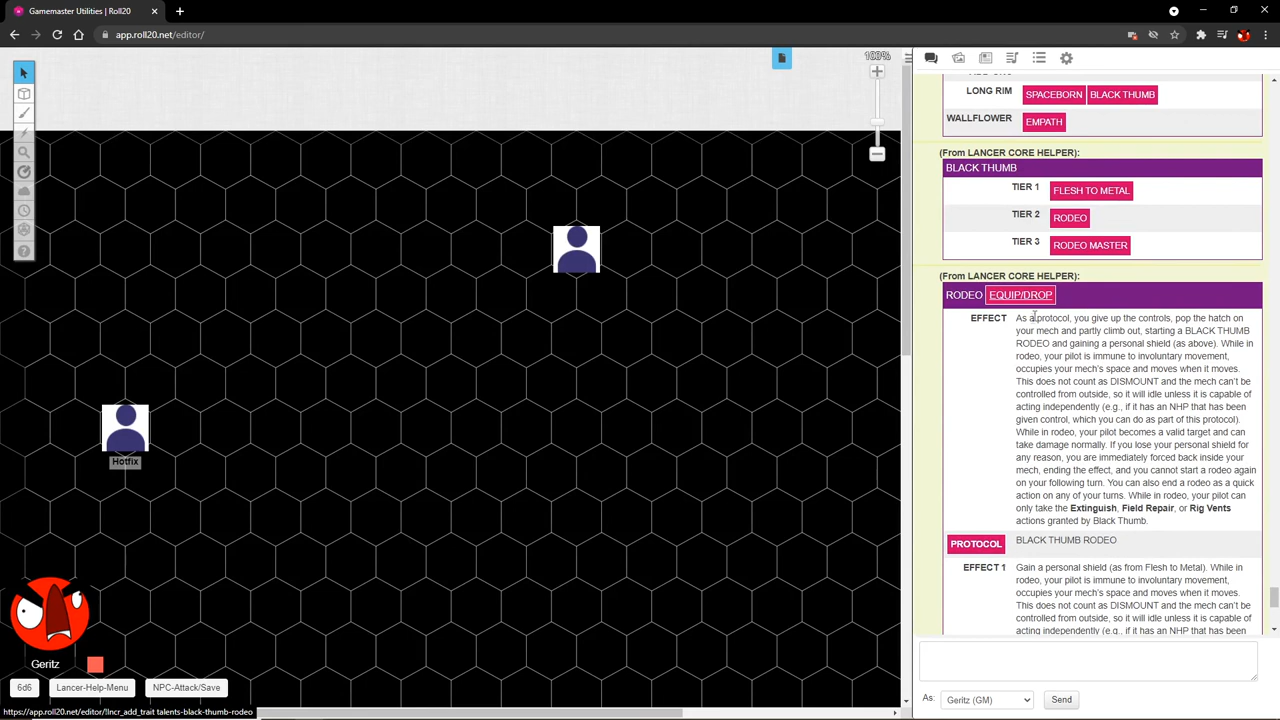 Gamemaster Utilities | Roll20
app.roll20.net/editor/
100%
LONG RIM SPACEBORN BLACK THUMB
WALLFLOWER EMPATH
(From LANCER CORE HELPER):
BLACK THUMB
TIER 1 FLESH TO METAL
TIER 2 RODEO
TIER 3 RODEO MASTER
(From LANCER CORE HELPER):
RODEO EQUIP/DROP
EFFECT As a protocol, you give up the controls, pop the hatch on
your mech and partly climb out, starting a BLACK THUMB
RODEO and gaining a personal shield (as above). While in
rodeo, your pilot is immune to involuntary movement,
occupies your mech's space and moves when it moves.
This does not count as DISMOUNT and the mech can't be
controlled from outside, so it will idle unless it is capable of
acting independently (e.g., if it has an NHP that has been
given control, which you can do as part of this protocol).
While in rodeo, your pilot becomes a valid target and can
take damage normally. If you lose your personal shield for
any reason, you are immediately forced back inside your
mech, ending the effect, and you cannot start a rodeo again
on your following turn. You can also end a rodeo as a quick
action on any of your turns. While in rodeo, your pilot can
only take the Extinguish, Field Repair, or Rig Vents
actions granted by Black Thumb.
PROTOCOL BLACK THUMB RODEO
EFFECT 1 Gain a personal shield (as from Flesh to Metal). While in
rodeo, your pilot is immune to involuntary movement,
occupies your mech's space and moves when it moves.
This does not count as DISMOUNT and the mech can't be
controlled from outside, so it will idle unless it is capable of
acting independently (e.g., if it has an NHP that has been
Hotfix
Geritz
6d6 Lancer-Help-Menu NPC-Attack/Save
As: Geritz (GM) Send
https://app.roll20.net/editor/!lncr_add_trait talents-black-thumb-rodeo